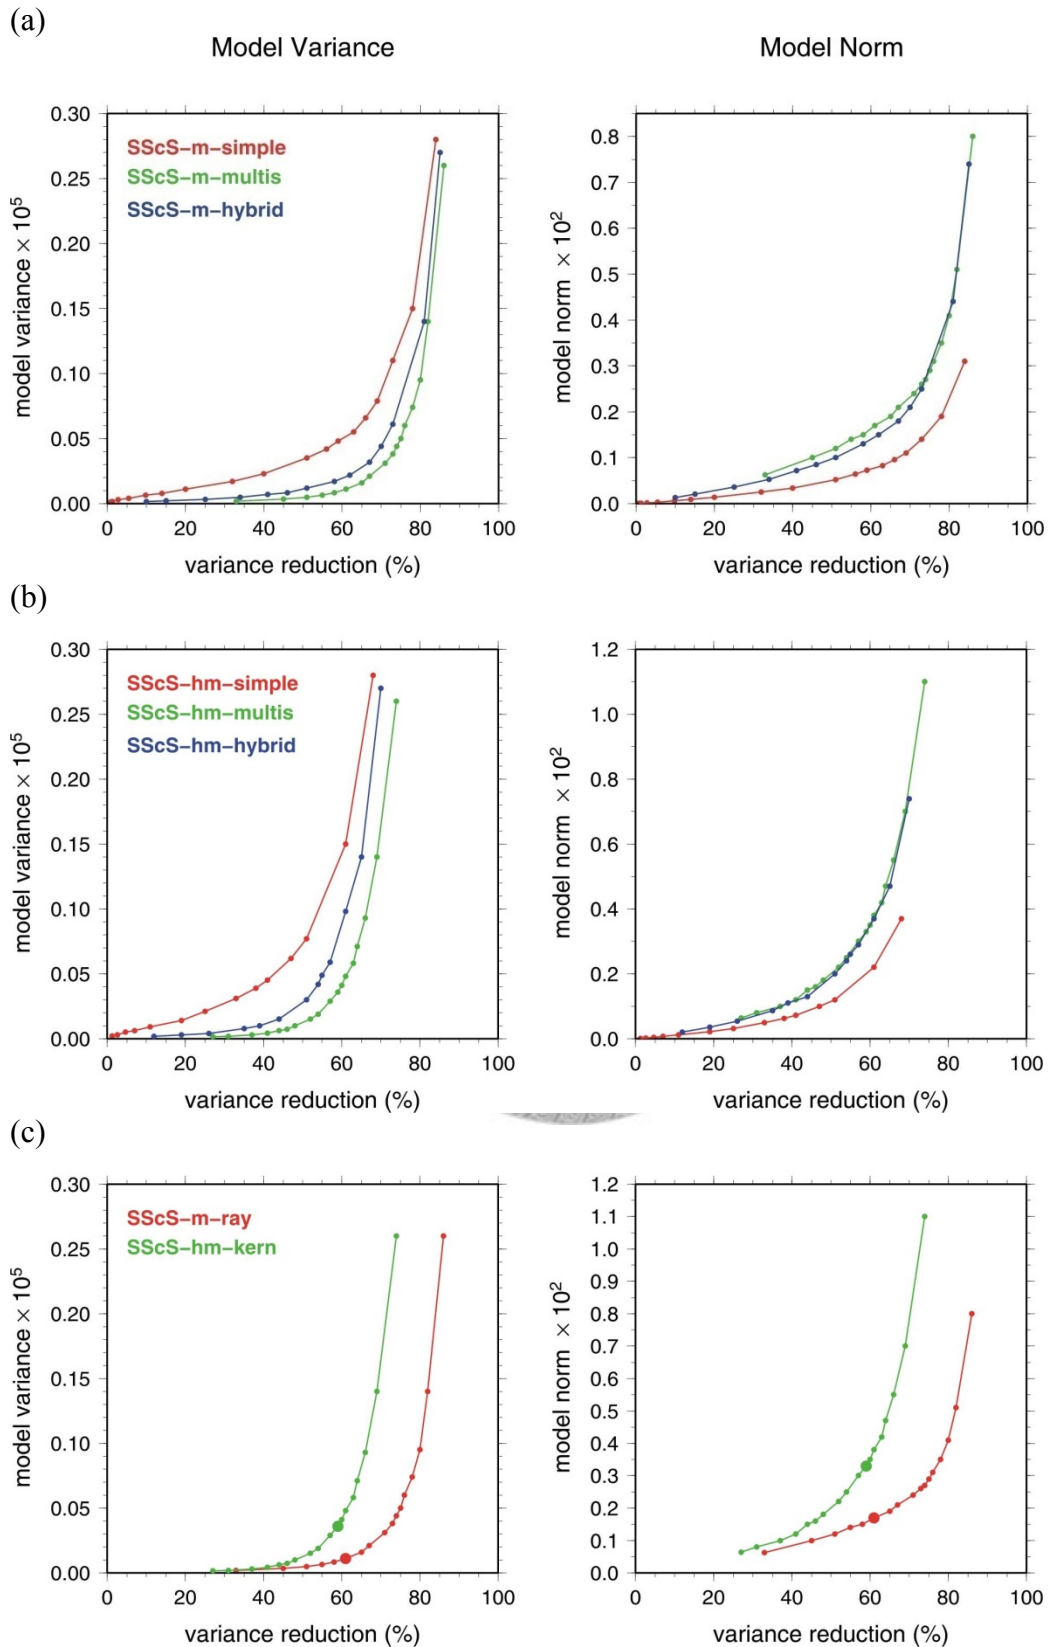 (a)
Model Variance
Model Norm
0.30
0.25
0.20
0.15
0.10
0.05
0.00
model variance × 10⁵
SScS−m−simple
SScS−m−multis
SScS−m−hybrid
0 20 40 60 80 100
variance reduction (%)
0.8
0.7
0.6
0.5
0.4
0.3
0.2
0.1
0.0
model norm × 10²
0 20 40 60 80 100
variance reduction (%)
(b)
0.30
0.25
0.20
0.15
0.10
0.05
0.00
model variance × 10⁵
SScS−hm−simple
SScS−hm−multis
SScS−hm−hybrid
0 20 40 60 80 100
variance reduction (%)
1.2
1.0
0.8
0.6
0.4
0.2
0.0
model norm × 10²
0 20 40 60 80 100
variance reduction (%)
(c)
0.30
0.25
0.20
0.15
0.10
0.05
0.00
model variance × 10⁵
SScS−m−ray
SScS−hm−kern
0 20 40 60 80 100
variance reduction (%)
1.2
1.1
1.0
0.9
0.8
0.7
0.6
0.5
0.4
0.3
0.2
0.1
0.0
model norm × 10²
0 20 40 60 80 100
variance reduction (%)